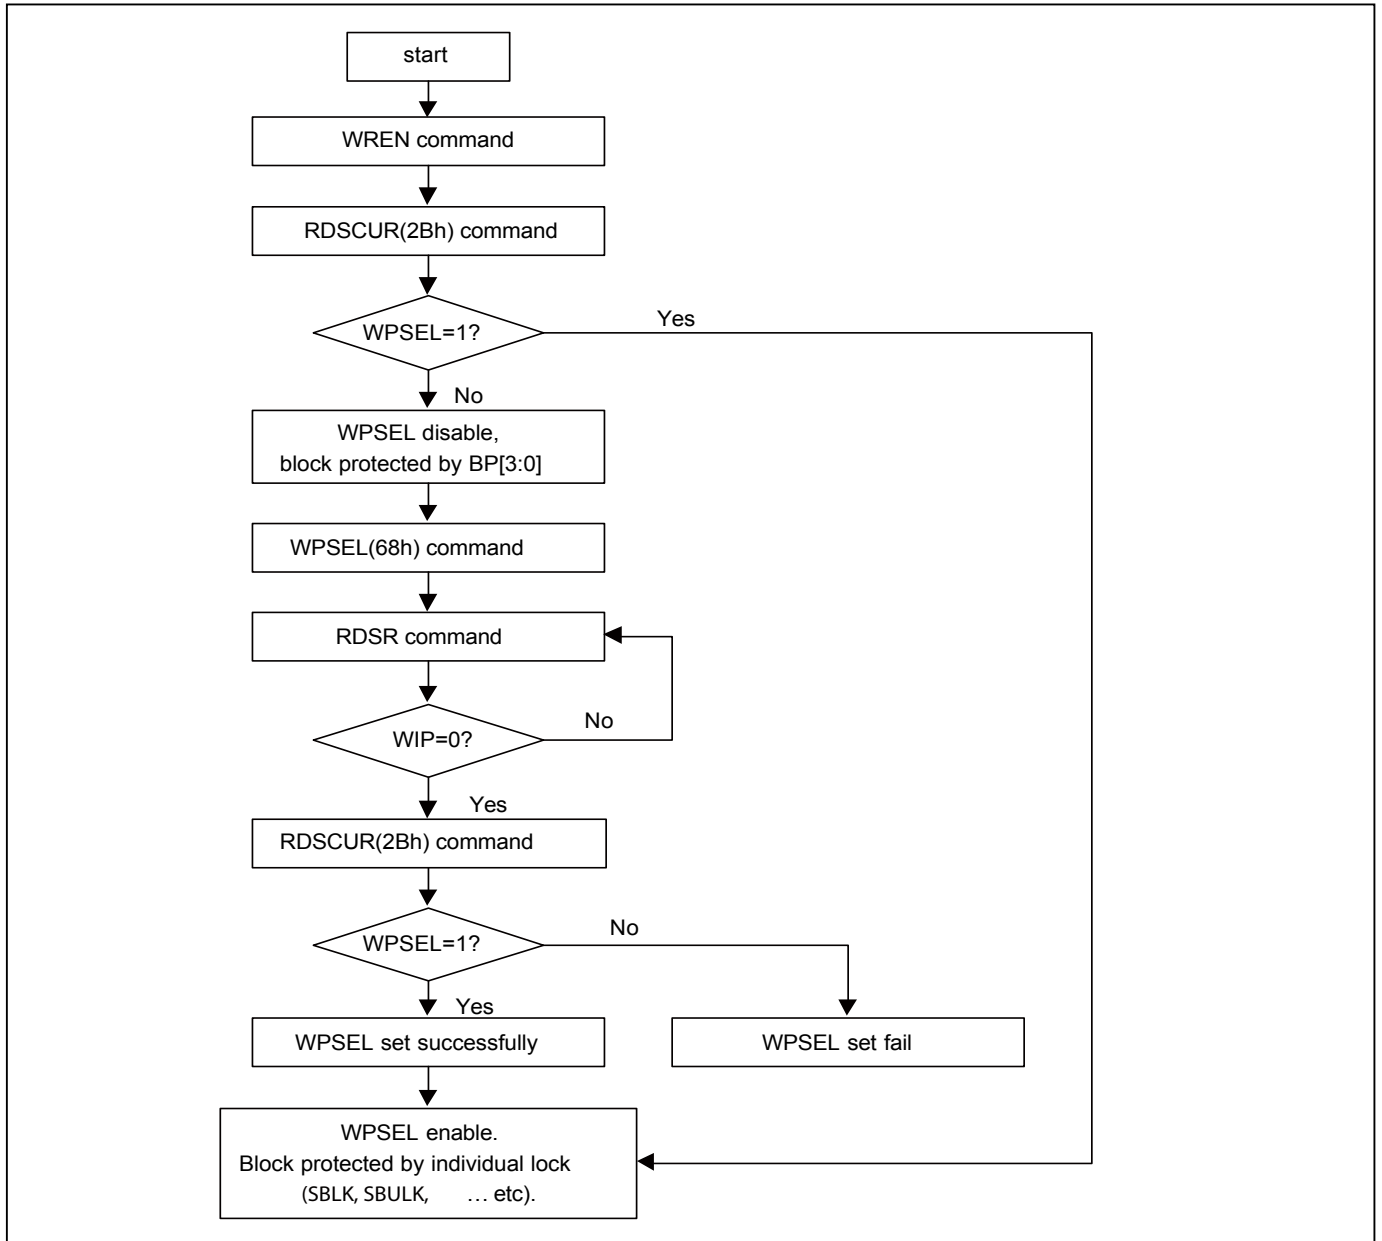 start
WREN command
RDSCUR(2Bh) command
WPSEL=1?
Yes
No
WPSEL disable,
block protected by BP[3:0]
WPSEL(68h) command
RDSR command
WIP=0?
No
Yes
RDSCUR(2Bh) command
WPSEL=1?
No
Yes
WPSEL set successfully
WPSEL set fail
WPSEL enable.
Block protected by individual lock
(SBLK, SBULK, … etc).